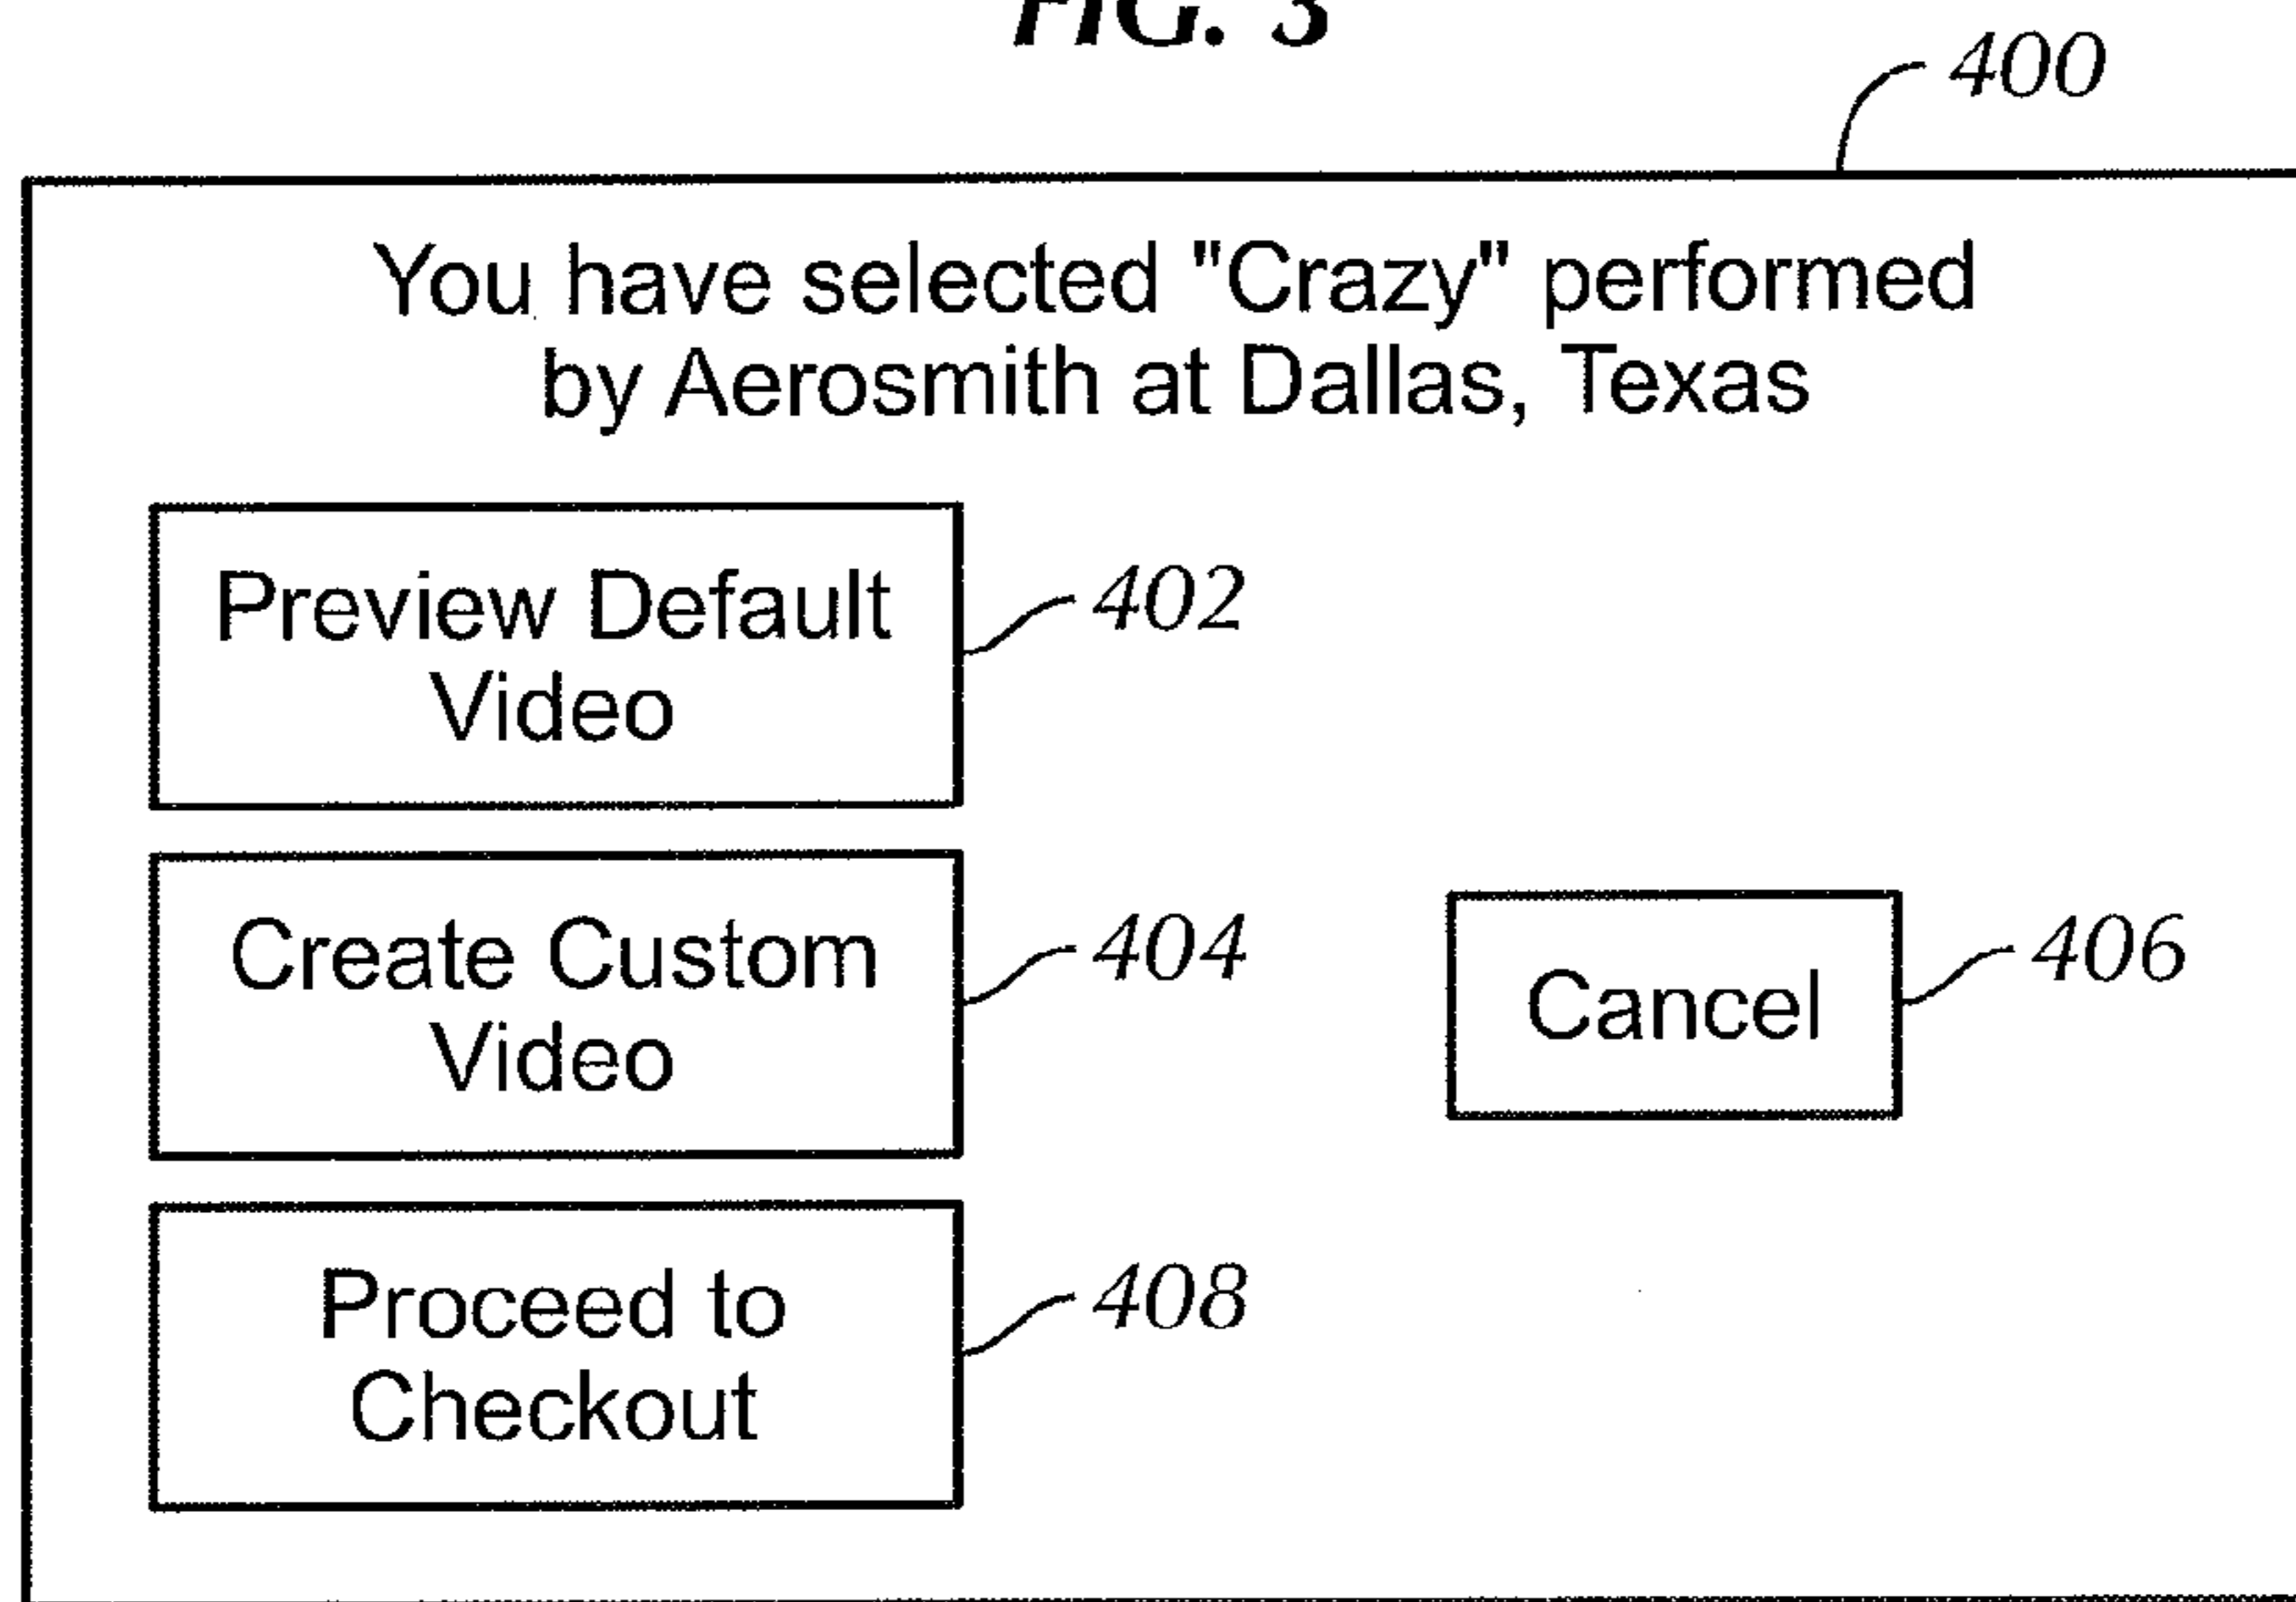 FIG. 3
400
You have selected "Crazy" performed
by Aerosmith at Dallas, Texas
Preview Default
Video
402
Create Custom
Video
404
Cancel
406
Proceed to
Checkout
408